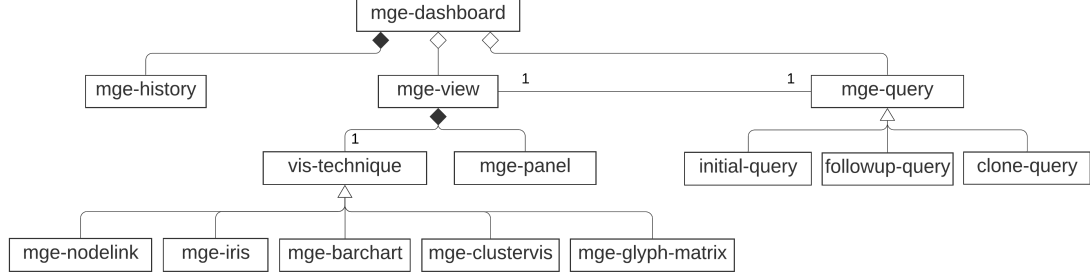 mge-dashboard
mge-history
mge-view
1
1
mge-query
1
vis-technique
mge-panel
initial-query
followup-query
clone-query
mge-nodelink
mge-iris
mge-barchart
mge-clustervis
mge-glyph-matrix